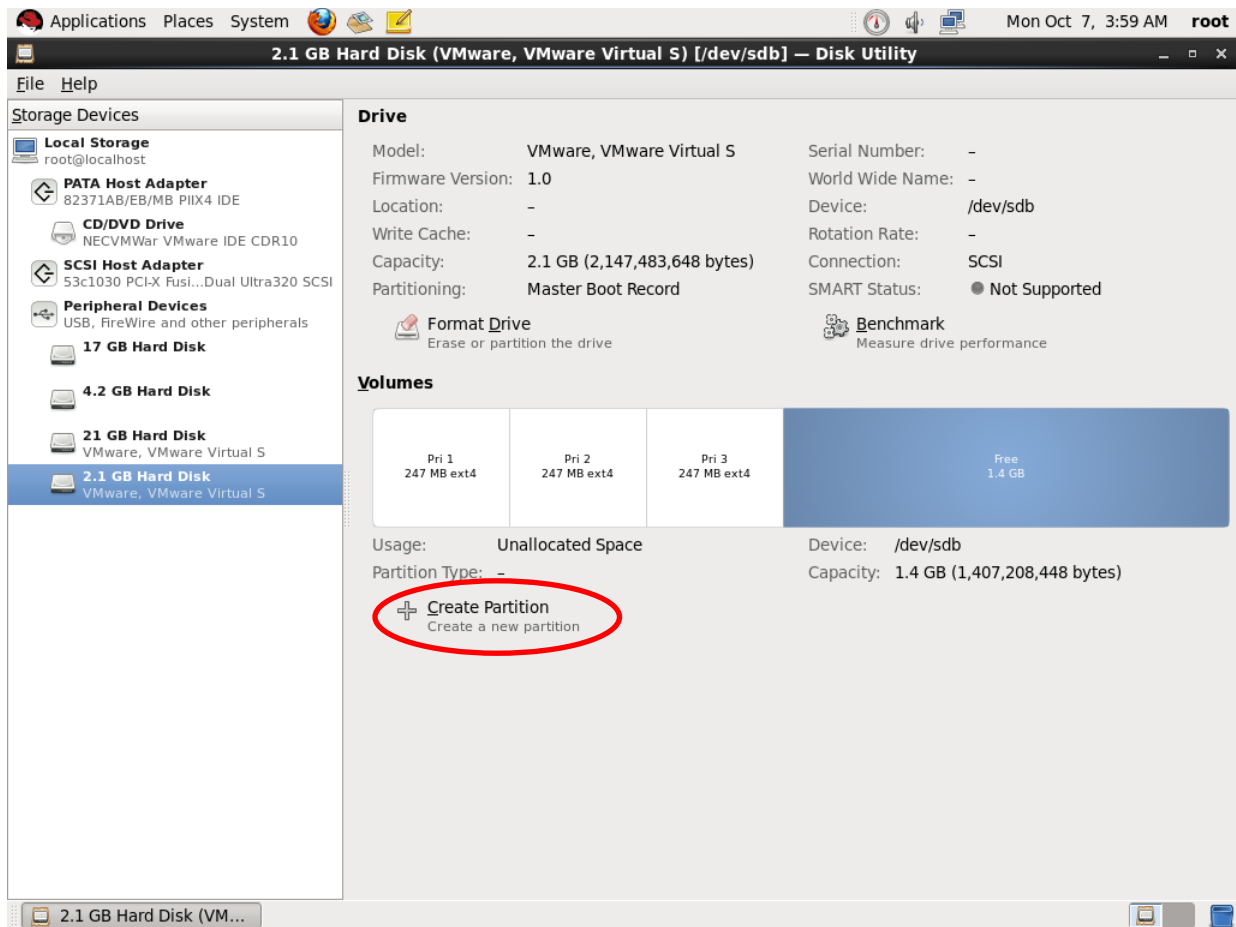 Applications Places System Mon Oct 7, 3:59 AM root
2.1 GB Hard Disk (VMware, VMware Virtual S) [/dev/sdb] — Disk Utility
File Help
Storage Devices
Local Storage
root@localhost
PATA Host Adapter
82371AB/EB/MB PIIX4 IDE
CD/DVD Drive
NECVMWar VMware IDE CDR10
SCSI Host Adapter
53c1030 PCI-X Fusi...Dual Ultra320 SCSI
Peripheral Devices
USB, FireWire and other peripherals
17 GB Hard Disk
4.2 GB Hard Disk
21 GB Hard Disk
VMware, VMware Virtual S
2.1 GB Hard Disk
VMware, VMware Virtual S
Drive
Model: VMware, VMware Virtual S Serial Number: –
Firmware Version: 1.0 World Wide Name: –
Location: – Device: /dev/sdb
Write Cache: – Rotation Rate: –
Capacity: 2.1 GB (2,147,483,648 bytes) Connection: SCSI
Partitioning: Master Boot Record SMART Status: Not Supported
Format Drive Benchmark
Erase or partition the drive Measure drive performance
Volumes
Pri 1 Pri 2 Pri 3 Free
247 MB ext4 247 MB ext4 247 MB ext4 1.4 GB
Usage: Unallocated Space Device: /dev/sdb
Partition Type: – Capacity: 1.4 GB (1,407,208,448 bytes)
Create Partition
Create a new partition
2.1 GB Hard Disk (VM...